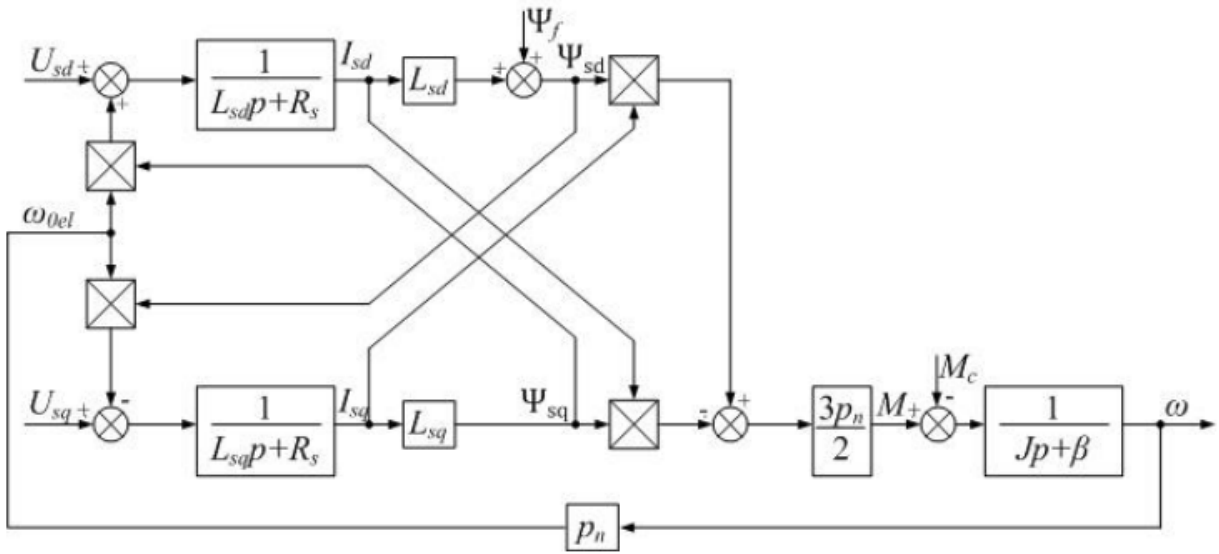 Ψf
Usd + + 1 Isd Lsd + + Ψsd
Lsdp+Rs
+
ω0el
-
Usq + 1 Isq Lsq Ψsq - + 3pn M + - Mc 1 ω
Lsqp+Rs 2 Jp+β
pn